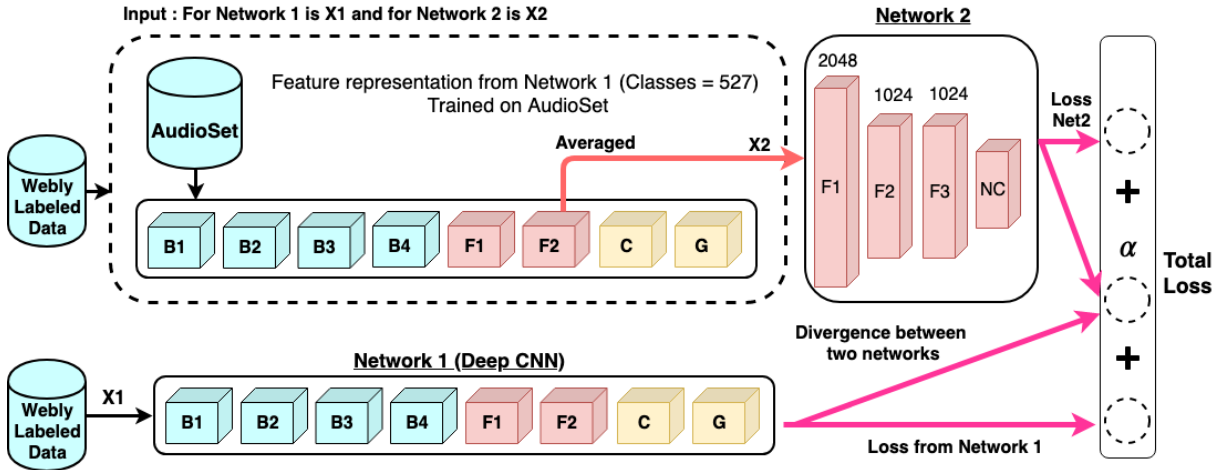 Input : For Network 1 is X1 and for Network 2 is X2
Network 2
AudioSet
Feature representation from Network 1 (Classes = 527)
Trained on AudioSet
Averaged
X2
Webly
Labeled
Data
B1 B2 B3 B4 F1 F2 C G
2048
1024 1024
F1 F2 F3 NC
Loss
Net2
+
α
+
Total
Loss
Divergence between
two networks
Network 1 (Deep CNN)
X1
Webly
Labeled
Data
B1 B2 B3 B4 F1 F2 C G
Loss from Network 1